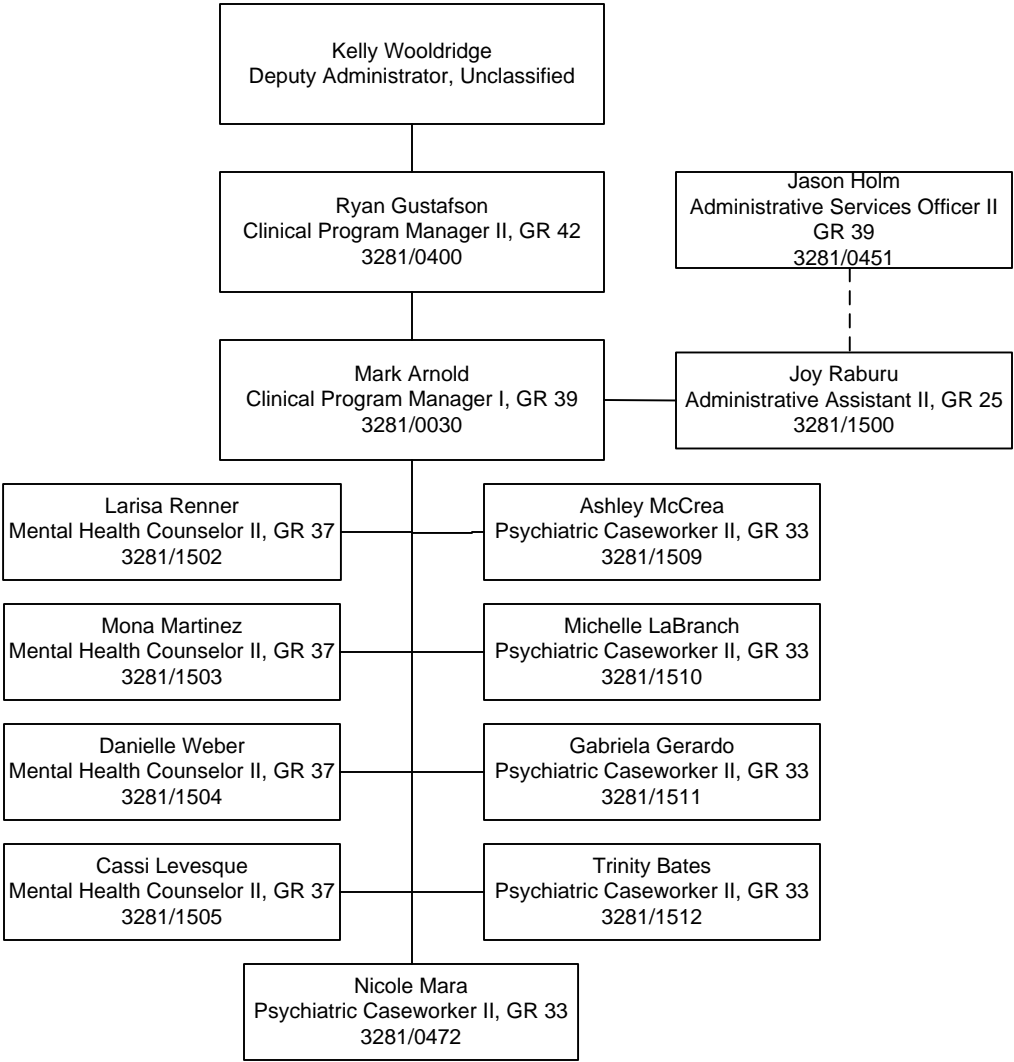 Kelly Wooldridge
Deputy Administrator, Unclassified
Ryan Gustafson
Clinical Program Manager II, GR 42
3281/0400
Jason Holm
Administrative Services Officer II
GR 39
3281/0451
Mark Arnold
Clinical Program Manager I, GR 39
3281/0030
Joy Raburu
Administrative Assistant II, GR 25
3281/1500
Larisa Renner
Mental Health Counselor II, GR 37
3281/1502
Ashley McCrea
Psychiatric Caseworker II, GR 33
3281/1509
Mona Martinez
Mental Health Counselor II, GR 37
3281/1503
Michelle LaBranch
Psychiatric Caseworker II, GR 33
3281/1510
Danielle Weber
Mental Health Counselor II, GR 37
3281/1504
Gabriela Gerardo
Psychiatric Caseworker II, GR 33
3281/1511
Cassi Levesque
Mental Health Counselor II, GR 37
3281/1505
Trinity Bates
Psychiatric Caseworker II, GR 33
3281/1512
Nicole Mara
Psychiatric Caseworker II, GR 33
3281/0472